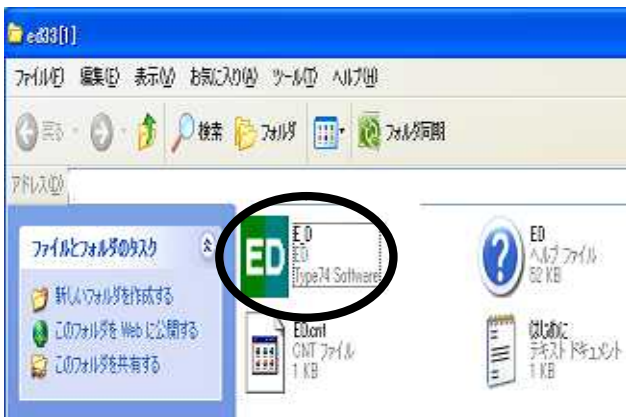 ed33[1]
ファイル(F) 編集(E) 表示(V) お気に入り(A) ツール(T) ヘルプ(H)
戻る 検索 フォルダ フォルダ同期
アドレス(D)
ファイルとフォルダのタスク
新しいフォルダを作成する
このフォルダを Web に公開する
このフォルダを共有する
ED
ED
ED
Type74 Software
ED
ヘルプ ファイル
52 KB
ED.cnt
CNT ファイル
1 KB
はじめに
テキスト ドキュメント
1 KB